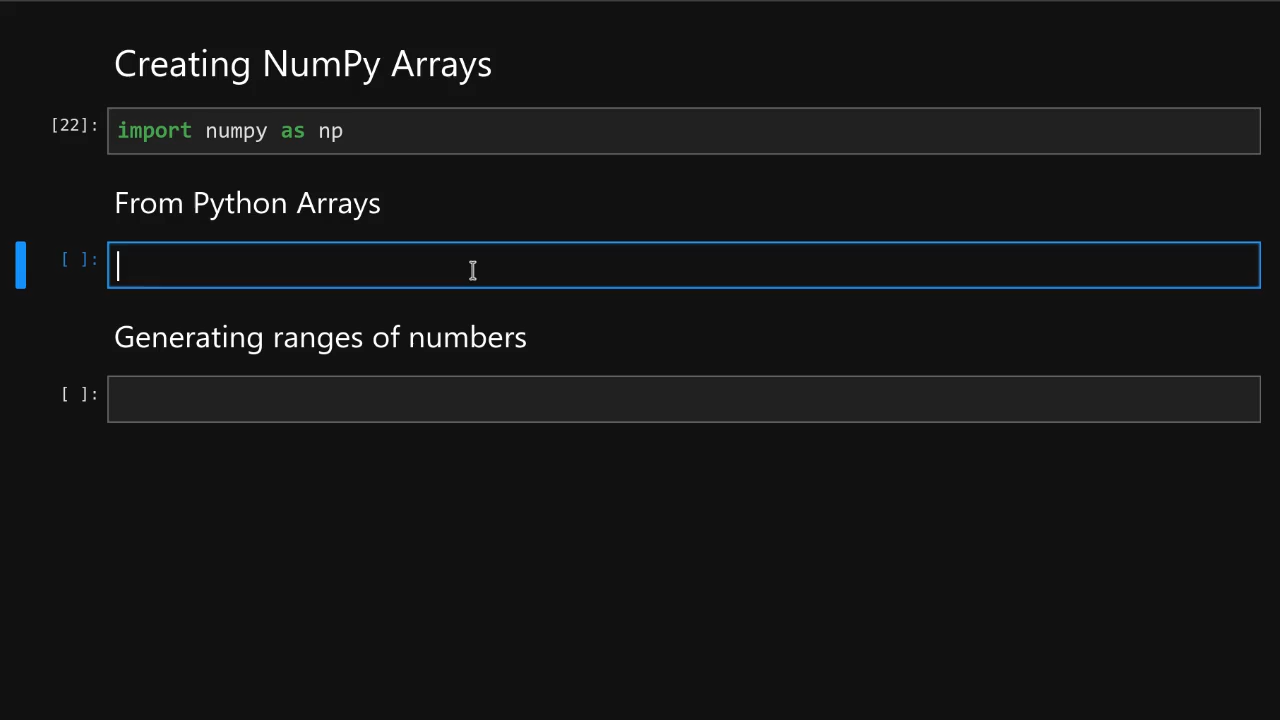 Creating NumPy Arrays
[22]: import numpy as np
From Python Arrays
[ ]:
Generating ranges of numbers
[ ]: